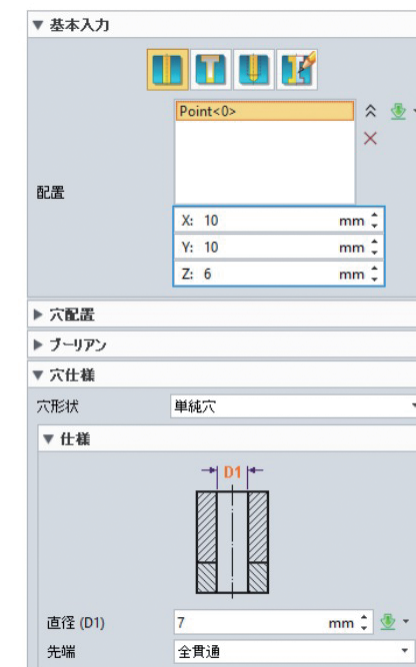 ▼ 基本入力
Point<0>
配置
X: 10 mm
Y: 10 mm
Z: 6 mm
▶ 穴配置
▶ ブーリアン
▼ 穴仕様
穴形状 単純穴
▼ 仕様
D1
直径 (D1) 7 mm
先端 全貫通